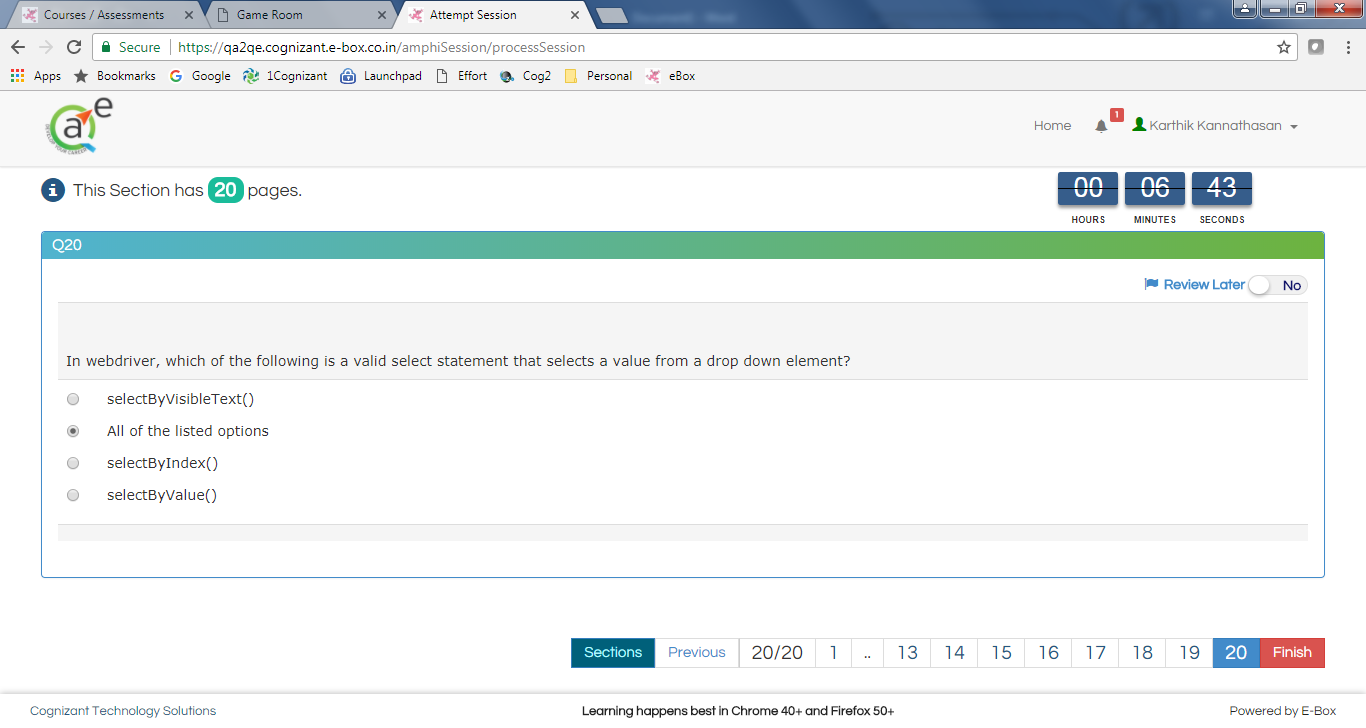 Courses / Assessments
Game Room
Attempt Session
Secure
https://qa2qe.cognizant.e-box.co.in/amphiSession/processSession
Apps
Bookmarks
Google
1Cognizant
Launchpad
Effort
Cog2
Personal
eBox
a e
Home
1
Karthik Kannathasan
This Section has 20 pages.
00 06 43
HOURS MINUTES SECONDS
Q20
Review Later No
In webdriver, which of the following is a valid select statement that selects a value from a drop down element?
selectByVisibleText()
All of the listed options
selectByIndex()
selectByValue()
Sections Previous 20/20 1 .. 13 14 15 16 17 18 19 20 Finish
Cognizant Technology Solutions
Learning happens best in Chrome 40+ and Firefox 50+
Powered by E-Box